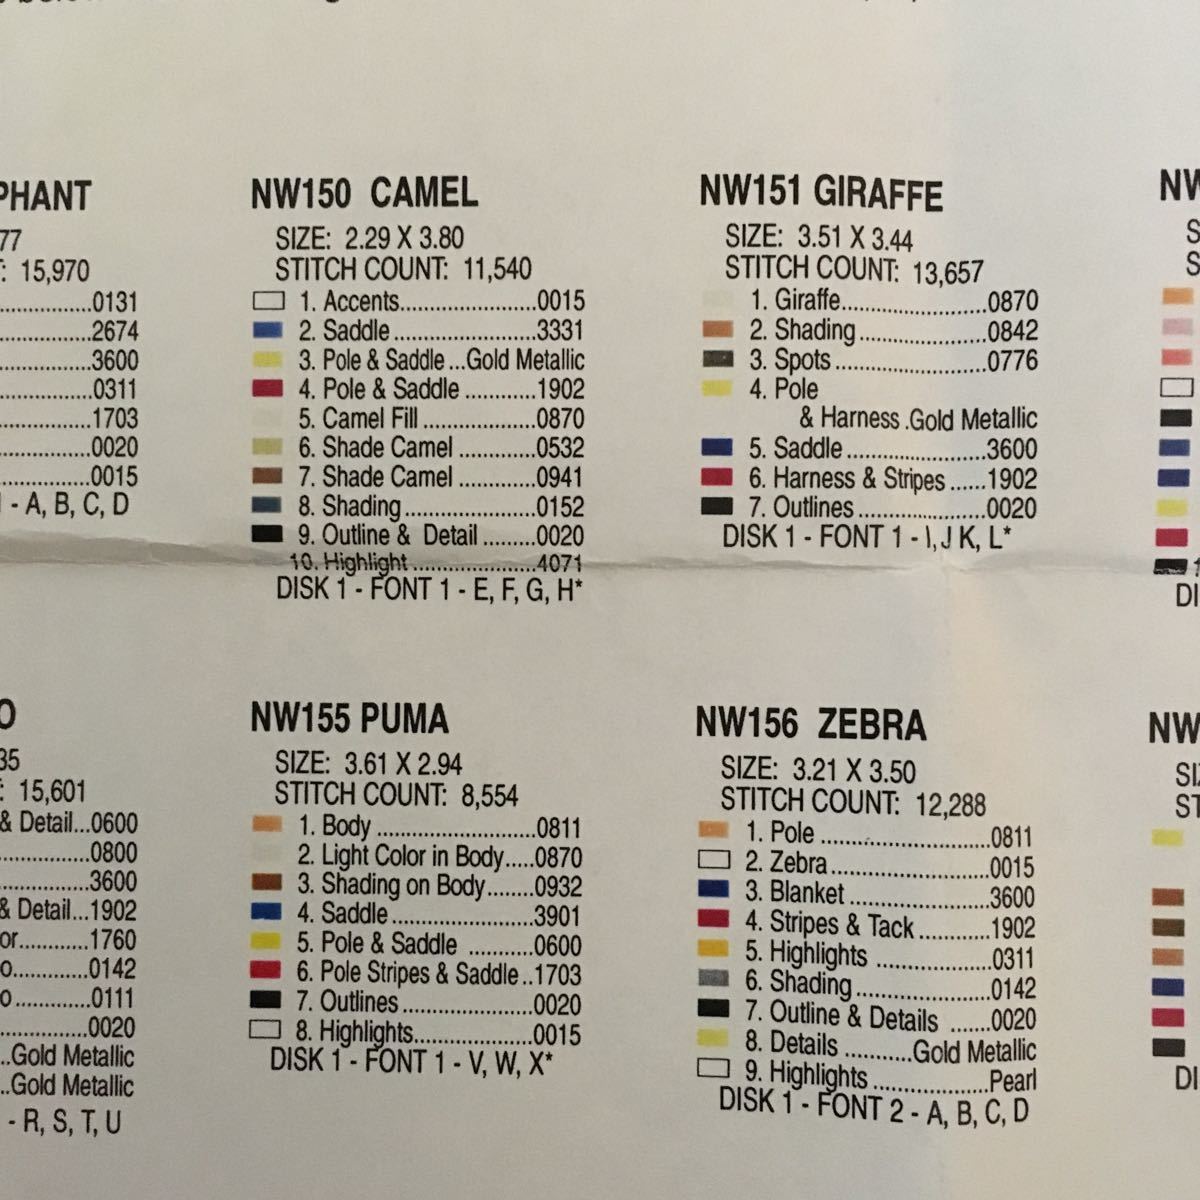 PHANT
77
T: 15,970
..................0131
..................2674
..................3600
..................0311
..................1703
..................0020
..................0015
1 - A, B, C, D
NW150 CAMEL
SIZE: 2.29 X 3.80
STITCH COUNT: 11,540
1. Accents......................0015
2. Saddle.......................3331
3. Pole & Saddle...Gold Metallic
4. Pole & Saddle ...........1902
5. Camel Fill..................0870
6. Shade Camel ............0532
7. Shade Camel ............0941
8. Shading.....................0152
9. Outline & Detail .........0020
10. Highlight ...................4071
DISK 1 - FONT 1 - E, F, G, H*
NW151 GIRAFFE
SIZE: 3.51 X 3.44
STITCH COUNT: 13,657
1. Giraffe.......................0870
2. Shading....................0842
3. Spots........................0776
4. Pole
& Harness .Gold Metallic
5. Saddle......................3600
6. Harness & Stripes ......1902
7. Outlines....................0020
DISK 1 - FONT 1 - I, J K, L*
NW
S
S
1
DI
O
35
: 15,601
& Detail...0600
..............0800
..............3600
& Detail...1902
or...........1760
o............0142
o............0111
..............0020
..Gold Metallic
..Gold Metallic
- R, S, T, U
NW155 PUMA
SIZE: 3.61 X 2.94
STITCH COUNT: 8,554
1. Body .........................0811
2. Light Color in Body.....0870
3. Shading on Body........0932
4. Saddle.......................3901
5. Pole & Saddle ...........0600
6. Pole Stripes & Saddle..1703
7. Outlines.....................0020
8. Highlights...................0015
DISK 1 - FONT 1 - V, W, X*
NW156 ZEBRA
SIZE: 3.21 X 3.50
STITCH COUNT: 12,288
1. Pole ..........................0811
2. Zebra.........................0015
3. Blanket ......................3600
4. Stripes & Tack ...........1902
5. Highlights ..................0311
6. Shading.....................0142
7. Outline & Details .......0020
8. Details ...........Gold Metallic
9. Highlights ...................Pearl
DISK 1 - FONT 2 - A, B, C, D
NW
SI
ST
DI